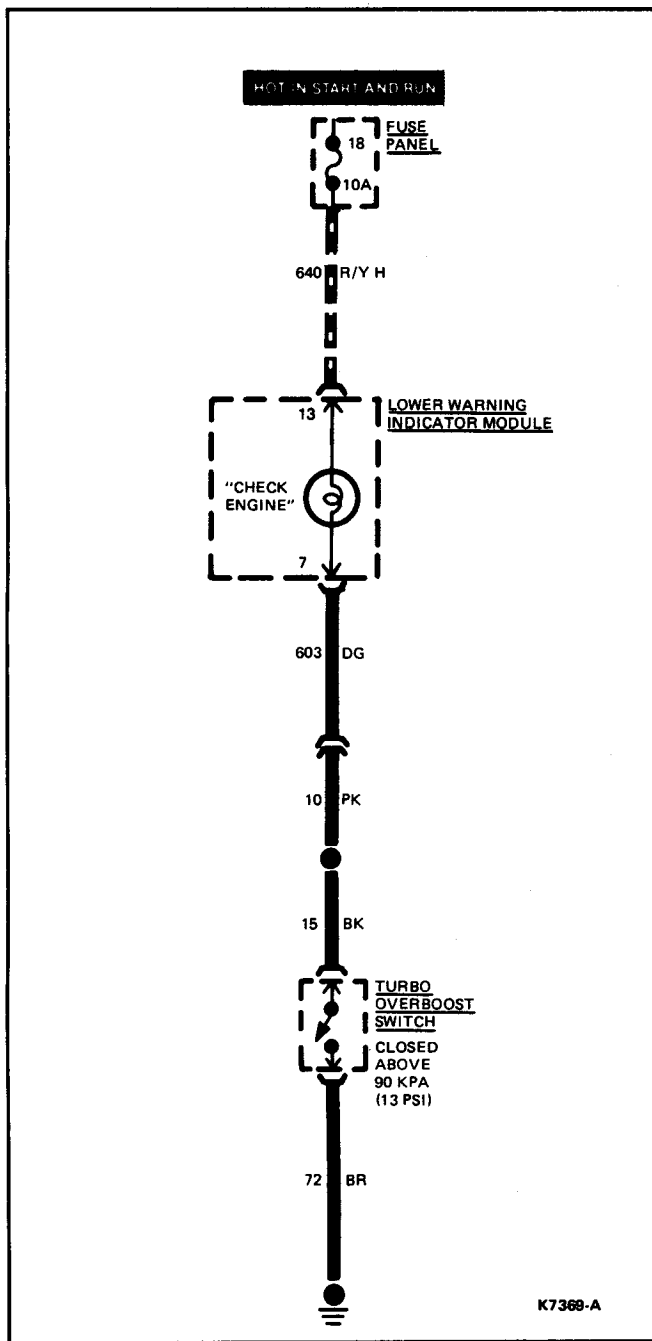 HOT IN START AND RUN
FUSE
PANEL
18
10A
640 R/Y H
LOWER WARNING
INDICATOR MODULE
13
"CHECK
ENGINE"
7
603 DG
10 PK
15 BK
TURBO
OVERBOOST
SWITCH
CLOSED
ABOVE
90 KPA
(13 PSI)
72 BR
K7369-A